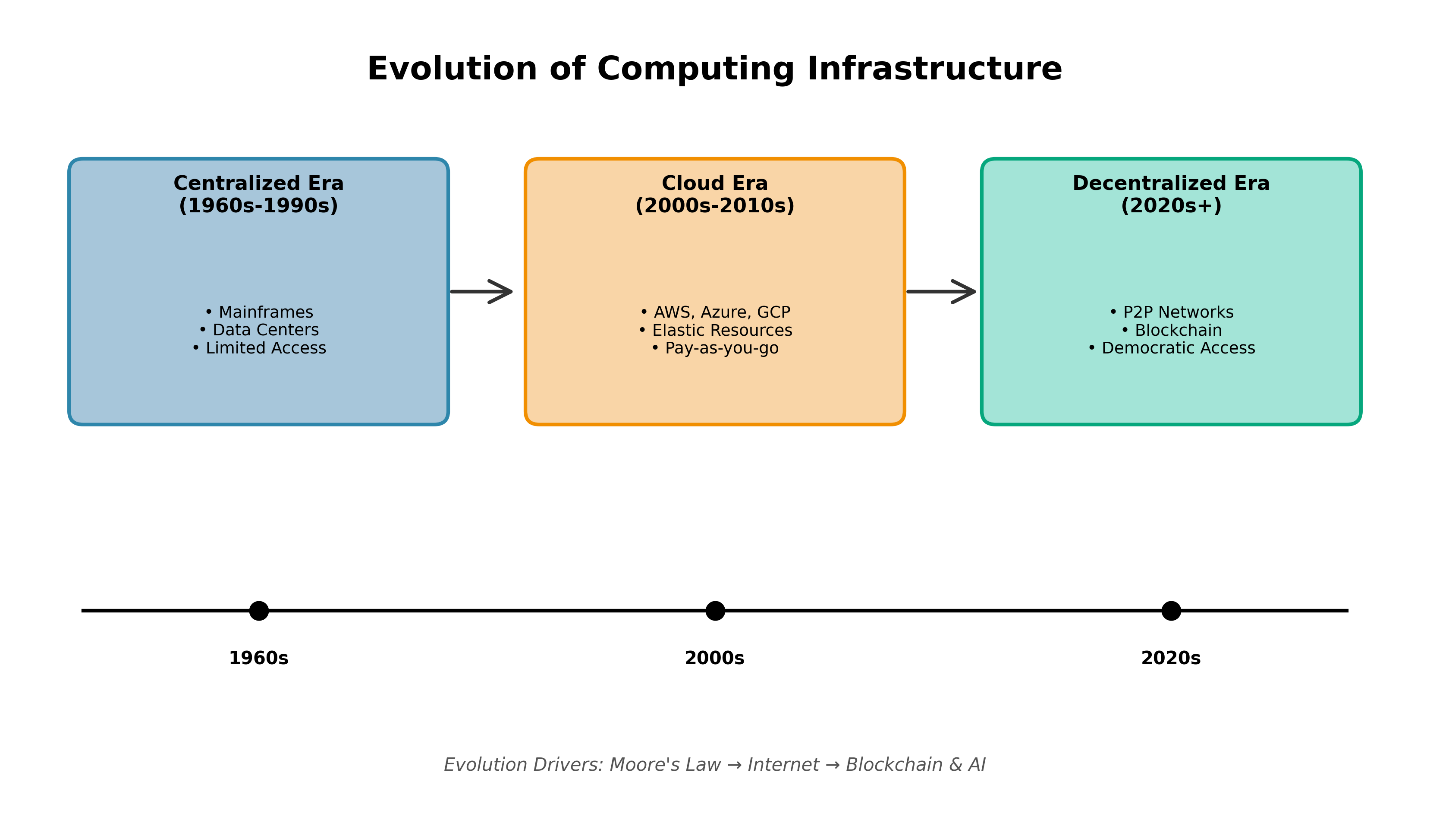 Evolution of Computing Infrastructure
Centralized Era
(1960s-1990s)
• Mainframes
• Data Centers
• Limited Access
Cloud Era
(2000s-2010s)
• AWS, Azure, GCP
• Elastic Resources
• Pay-as-you-go
Decentralized Era
(2020s+)
• P2P Networks
• Blockchain
• Democratic Access
1960s
2000s
2020s
Evolution Drivers: Moore's Law → Internet → Blockchain & AI